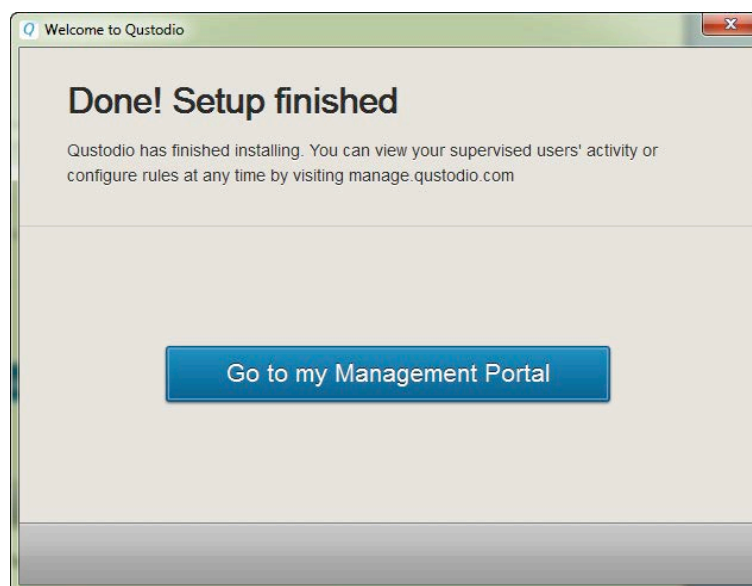 Welcome to Qustodio
Done! Setup finished
Qustodio has finished installing. You can view your supervised users' activity or
configure rules at any time by visiting manage.qustodio.com
Go to my Management Portal